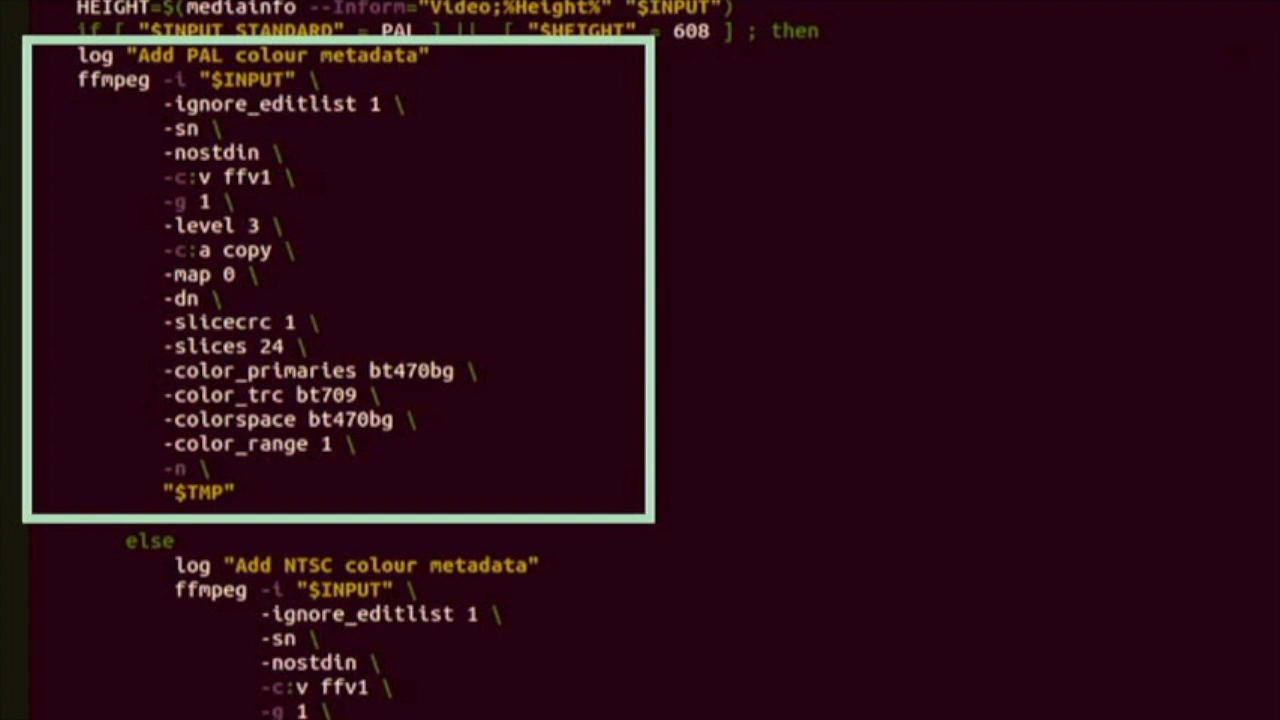 HEIGHT=$(mediainfo --Inform="Video;%Height%" "$INPUT")
if [ "$INPUT_STANDARD" = PAL ] || [ "$HEIGHT" = 608 ] ; then
log "Add PAL colour metadata"
ffmpeg -i "$INPUT" \
-ignore_editlist 1 \
-sn \
-nostdin \
-c:v ffv1 \
-g 1 \
-level 3 \
-c:a copy \
-map 0 \
-dn \
-slicecrc 1 \
-slices 24 \
-color_primaries bt470bg \
-color_trc bt709 \
-colorspace bt470bg \
-color_range 1 \
-n \
"$TMP"
else
log "Add NTSC colour metadata"
ffmpeg -i "$INPUT" \
-ignore_editlist 1 \
-sn \
-nostdin \
-c:v ffv1 \
-g 1 \